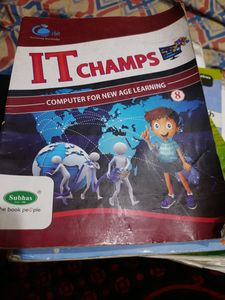 IT CHAMPS
COMPUTER FOR NEW AGE LEARNING 8
Subhas
the book people